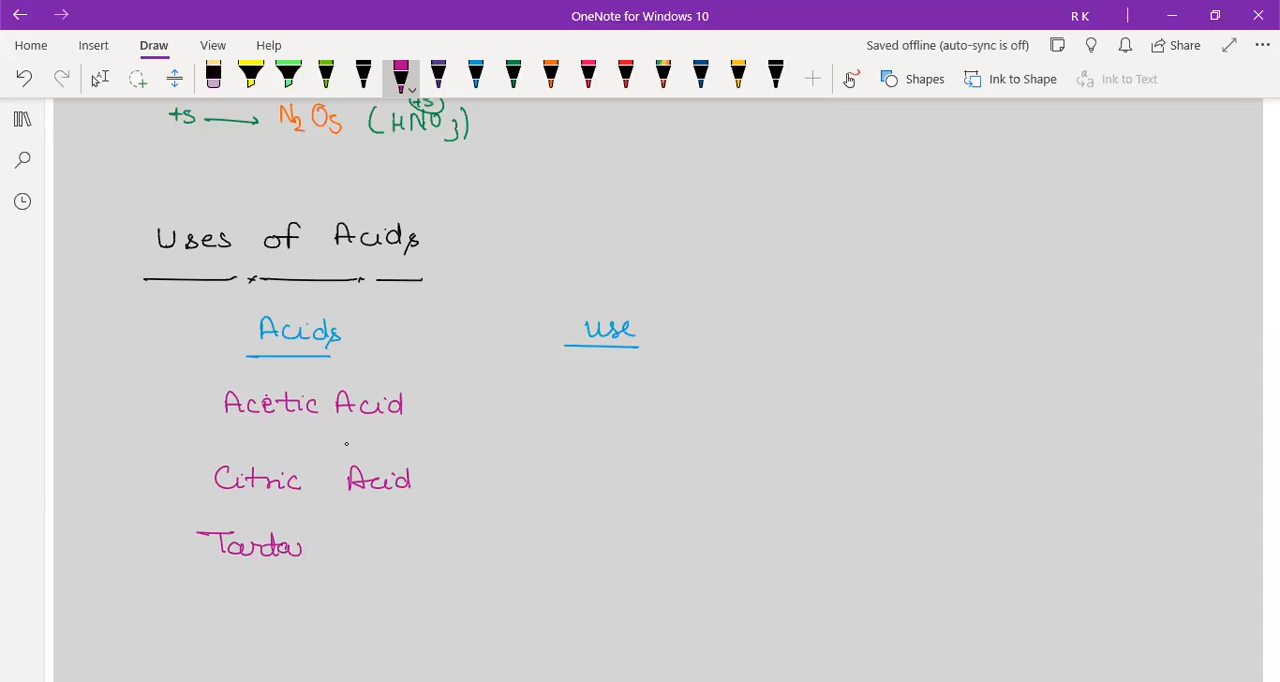 OneNote for Windows 10
R K
Home Insert Draw View Help
Saved offline (auto-sync is off) Share
Shapes Ink to Shape Ink to Text
+5 → N2O5 (HNO3) +5
Uses of Acids
Acids use
Acetic Acid
Citric Acid
Tarta